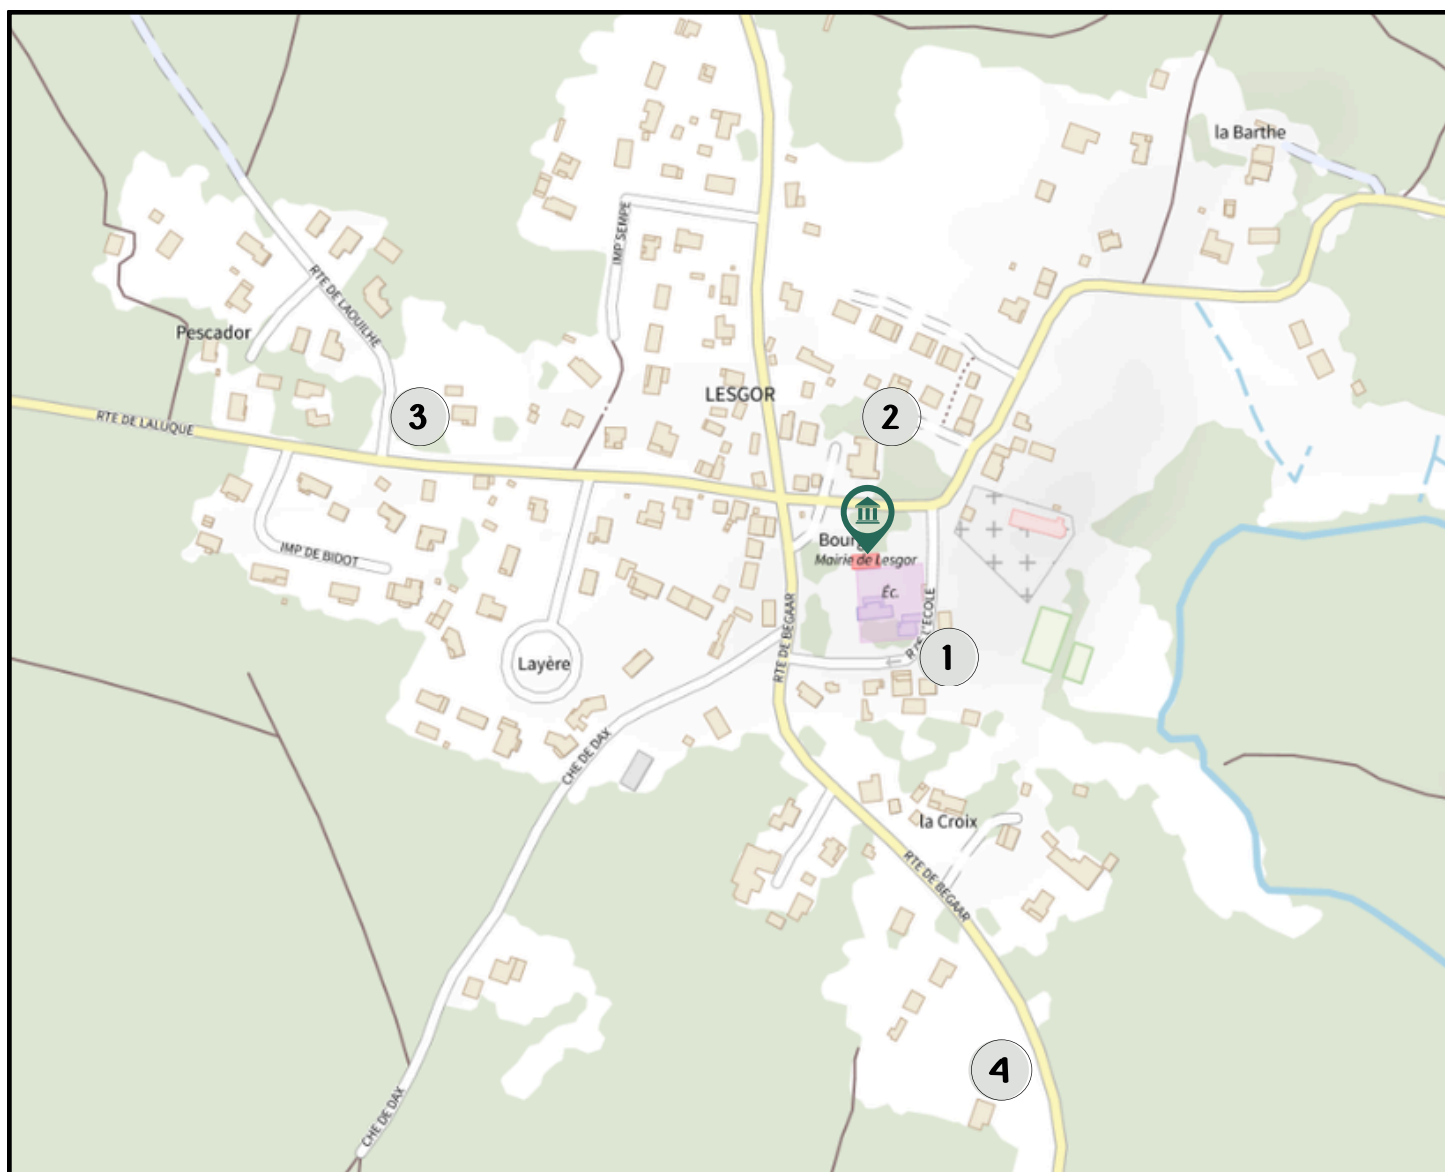 la Barthe
IMP SEMPE
RTE DE LAOUILHE
Pescador
LESGOR
3
2
RTE DE LALUQUE
Bourg
IMP DE BIDOT
Mairie de Lesgor
Éc.
RTE DE BEGAAR
L'ECOLE
1
Layère
CHE DE DAX
la Croix
RTE DE BEGAAR
4
CHE DE DAX